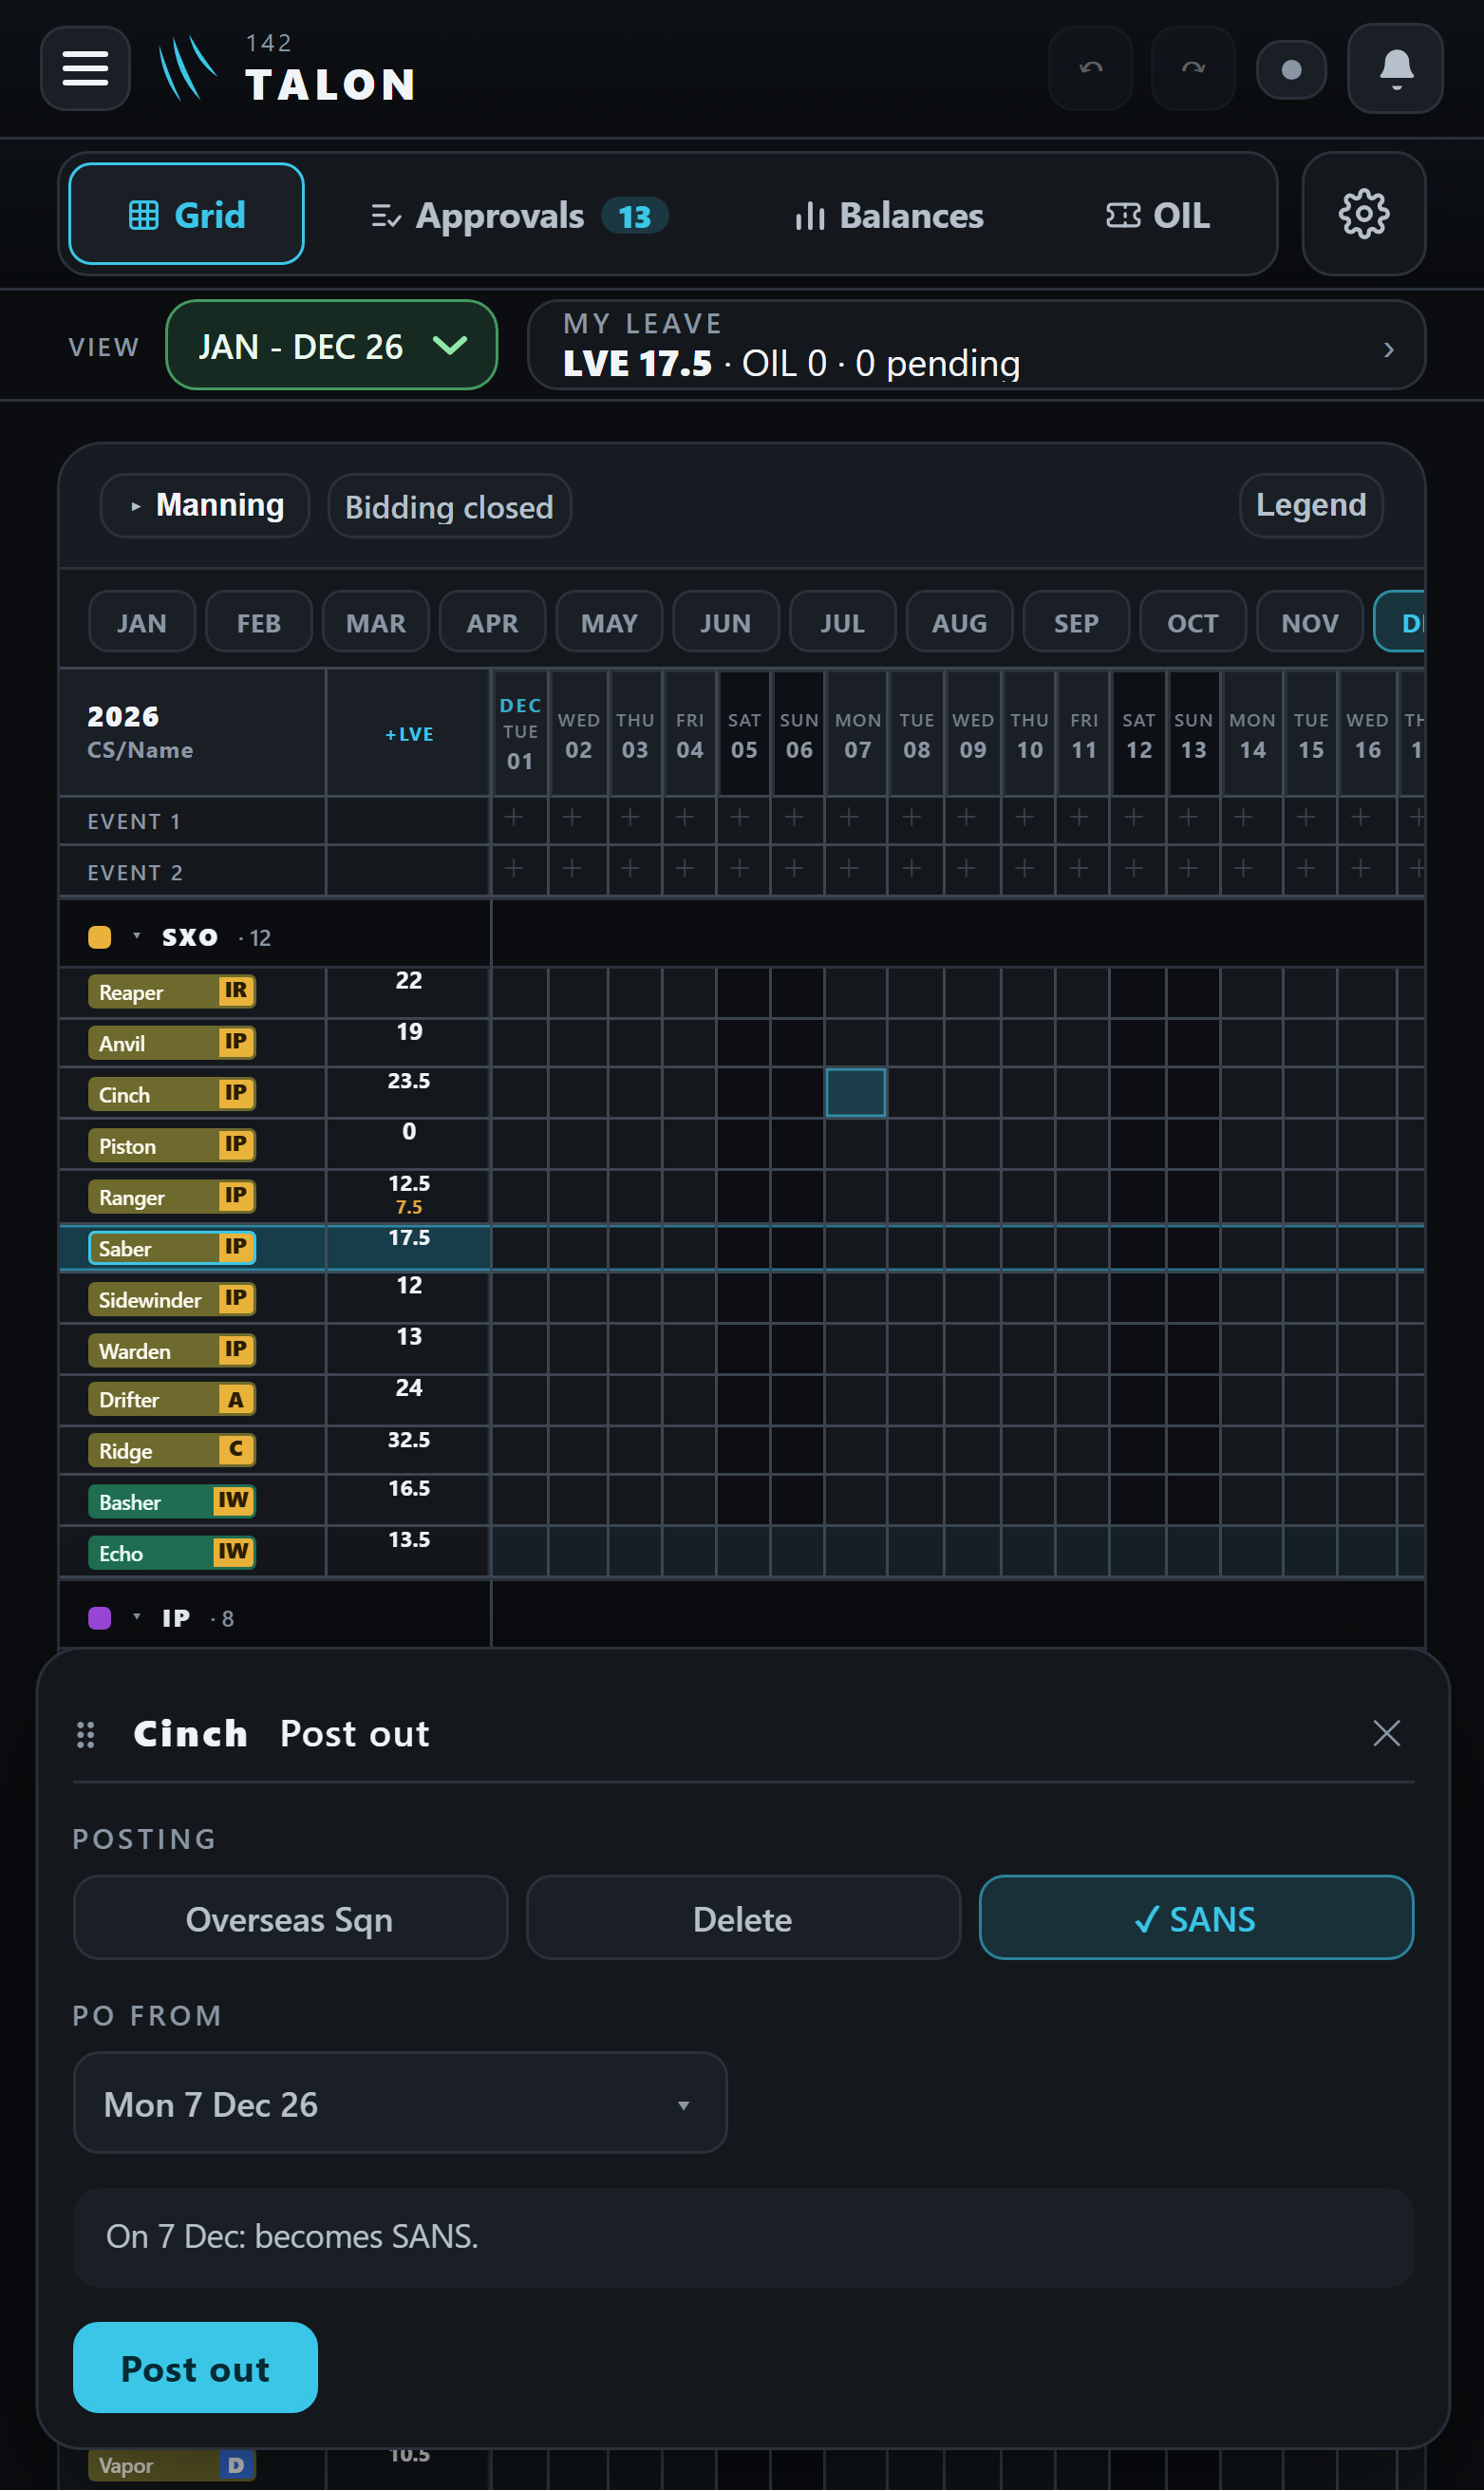 142
TALON
Grid
Approvals 13
Balances
OIL
VIEW
JAN - DEC 26
MY LEAVE
LVE 17.5 · OIL 0 · 0 pending
Manning
Bidding closed
Legend
JAN FEB MAR APR MAY JUN JUL AUG SEP OCT NOV
2026
CS/Name
+LVE
DEC
TUE WED THU FRI SAT SUN MON TUE WED THU FRI SAT SUN MON TUE WED
01 02 03 04 05 06 07 08 09 10 11 12 13 14 15 16
EVENT 1
EVENT 2
SXO · 12
Reaper IR 22
Anvil IP 19
Cinch IP 23.5
Piston IP 0
Ranger IP 12.5
7.5
Saber IP 17.5
Sidewinder IP 12
Warden IP 13
Drifter A 24
Ridge C 32.5
Basher IW 16.5
Echo IW 13.5
IP · 8
Cinch Post out
POSTING
Overseas Sqn
Delete
✓ SANS
PO FROM
Mon 7 Dec 26
On 7 Dec: becomes SANS.
Post out
Vapor D 10.5